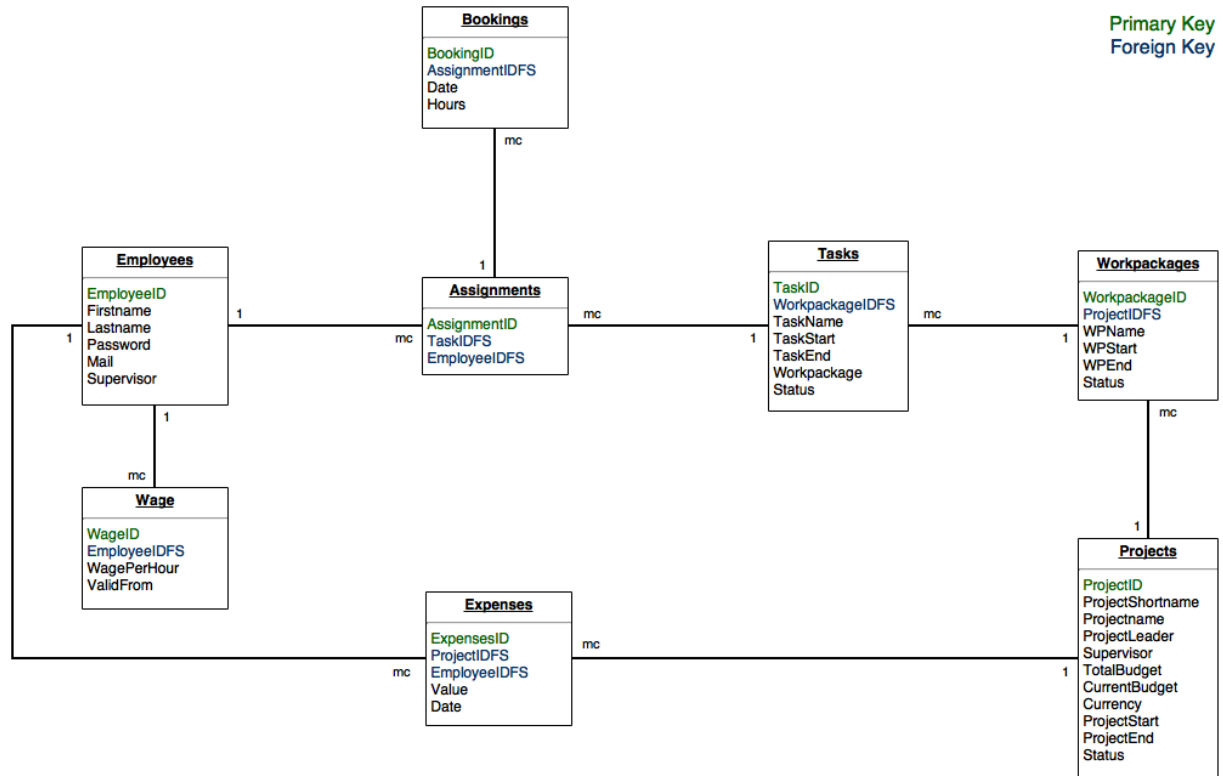 Bookings
BookingID
AssignmentIDFS
Date
Hours
Primary Key
Foreign Key
mc
1
Employees
EmployeeID
Firstname
Lastname
Password
Mail
Supervisor
1
1
mc
Assignments
AssignmentID
TaskIDFS
EmployeeIDFS
mc
1
Tasks
TaskID
WorkpackageIDFS
TaskName
TaskStart
TaskEnd
Workpackage
Status
mc
1
Workpackages
WorkpackageID
ProjectIDFS
WPName
WPStart
WPEnd
Status
1
mc
mc
1
Wage
WageID
EmployeeIDFS
WagePerHour
ValidFrom
Expenses
ExpensesID
ProjectIDFS
EmployeeIDFS
Value
Date
mc
mc
1
Projects
ProjectID
ProjectShortname
Projectname
ProjectLeader
Supervisor
TotalBudget
CurrentBudget
Currency
ProjectStart
ProjectEnd
Status